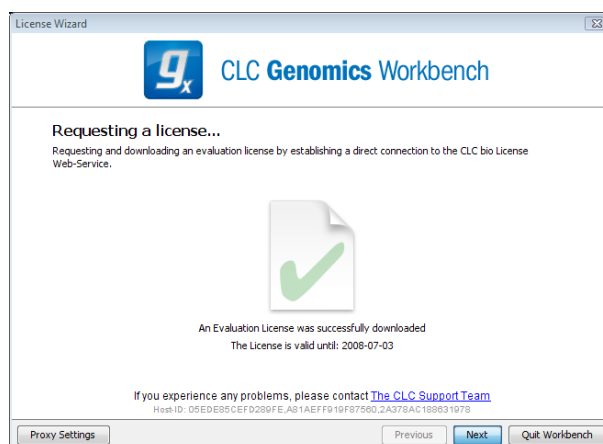 License Wizard
gx
CLC Genomics Workbench
Requesting a license...
Requesting and downloading an evaluation license by establishing a direct connection to the CLC bio License
Web-Service.
An Evaluation License was successfully downloaded
The License is valid until: 2008-07-03
If you experience any problems, please contact The CLC Support Team
Host-ID: 05EDE85CEFD289FE,A81AEFF919F87560,2A378AC188631978
Proxy Settings
Previous
Next
Quit Workbench